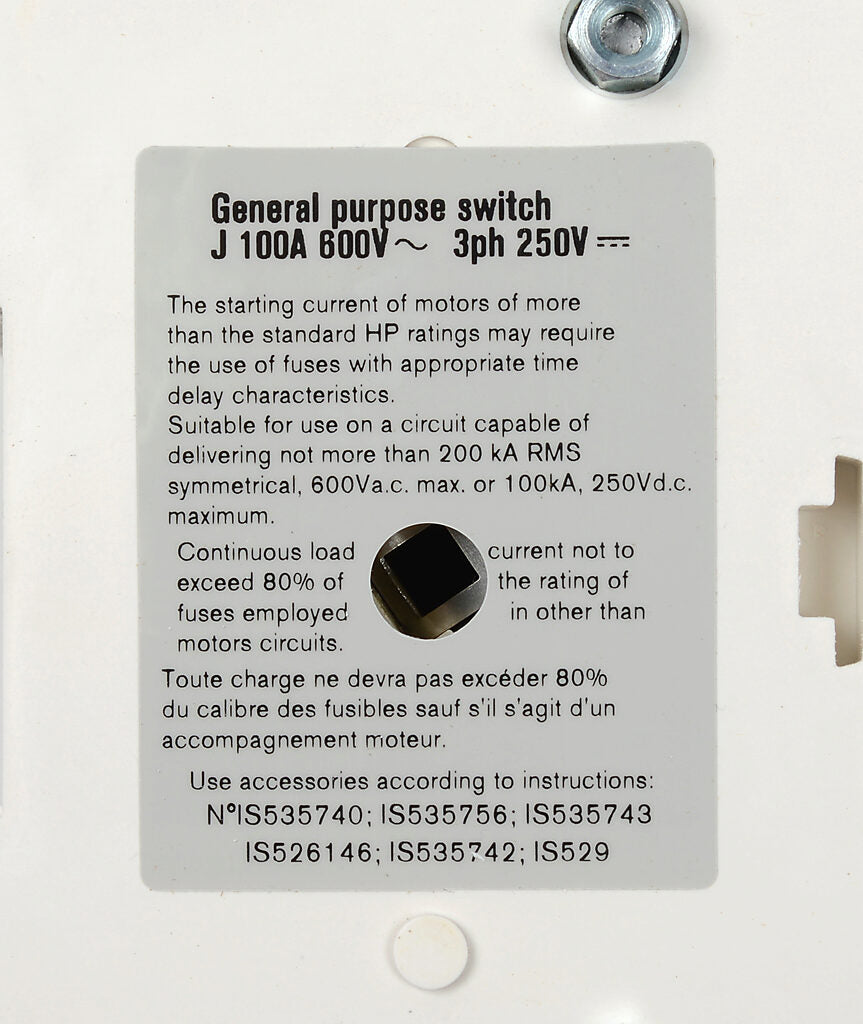 General purpose switch
J 100A 600V～ 3ph 250V⎓
The starting current of motors of more
than the standard HP ratings may require
the use of fuses with appropriate time
delay characteristics.
Suitable for use on a circuit capable of
delivering not more than 200 kA RMS
symmetrical, 600Va.c. max. or 100kA, 250Vd.c.
maximum.
Continuous load current not to
exceed 80% of the rating of
fuses employed in other than
motors circuits.
Toute charge ne devra pas excéder 80%
du calibre des fusibles sauf s'il s'agit d'un
accompagnement moteur.
Use accessories according to instructions:
N°IS535740; IS535756; IS535743
IS526146; IS535742; IS529